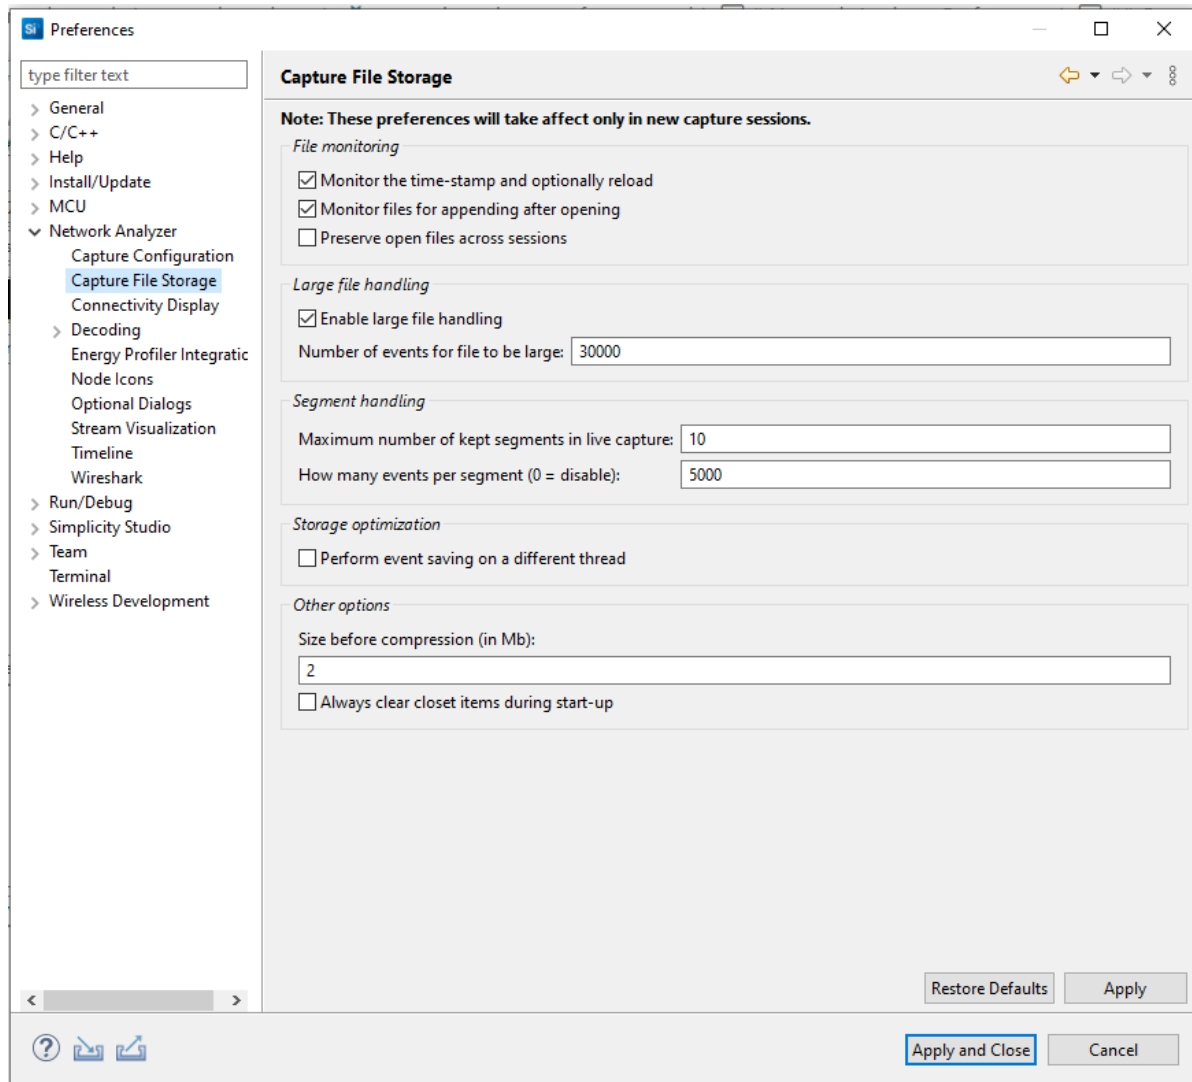 Si Preferences
type filter text
General
C/C++
Help
Install/Update
MCU
Network Analyzer
Capture Configuration
Capture File Storage
Connectivity Display
Decoding
Energy Profiler Integratic
Node Icons
Optional Dialogs
Stream Visualization
Timeline
Wireshark
Run/Debug
Simplicity Studio
Team
Terminal
Wireless Development
Capture File Storage
Note: These preferences will take affect only in new capture sessions.
File monitoring
Monitor the time-stamp and optionally reload
Monitor files for appending after opening
Preserve open files across sessions
Large file handling
Enable large file handling
Number of events for file to be large: 30000
Segment handling
Maximum number of kept segments in live capture: 10
How many events per segment (0 = disable): 5000
Storage optimization
Perform event saving on a different thread
Other options
Size before compression (in Mb):
2
Always clear closet items during start-up
Restore Defaults Apply
Apply and Close Cancel